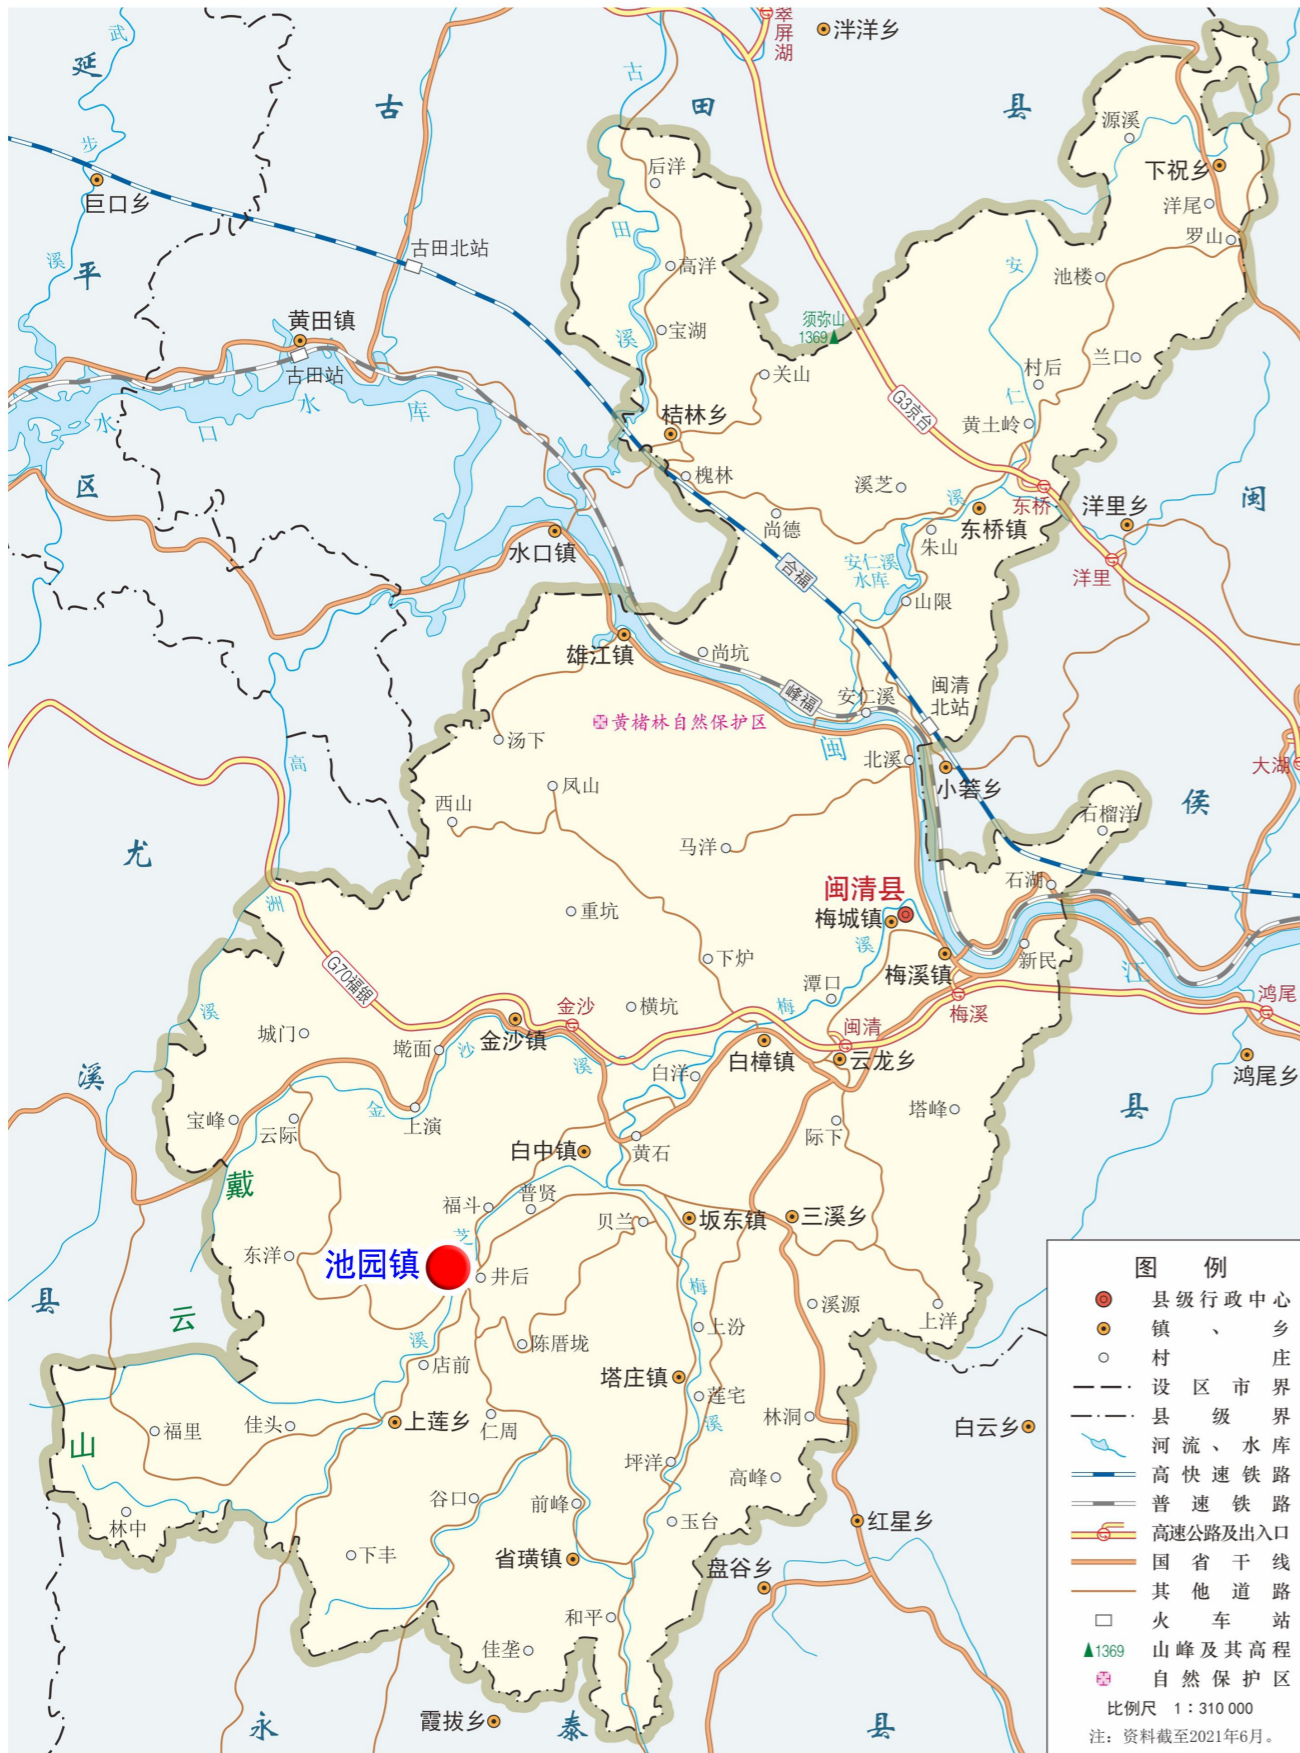 翠屏湖
泮洋乡
延
武
古
古
田
县
源溪
步
后洋
下祝乡
巨口乡
洋尾
罗山
田
古田北站
安
溪
平
高洋
池楼
黄田镇
溪
宝湖
须弥山
1369
古田站
关山
村后
兰口
水
口
水
库
仁
G3京台
桔林乡
黄土岭
区
槐林
溪芝
溪
东桥
闽
尚德
东桥镇
洋里乡
水口镇
朱山
合福
安仁溪
水库
洋里
山限
雄江镇
尚坑
峰福
安仁溪
闽清
北站
黄楮林自然保护区
闽
汤下
高
北溪
大湖
凤山
小箬乡
侯
西山
石榴洋
尤
马洋
石湖
闽清县
洲
重坑
梅城镇
溪
下炉
梅溪镇
新民
江
G70福银
潭口
溪
金沙
横坑
梅
梅溪
鸿尾
城门
金沙镇
闽清
墘面
沙
溪
白樟镇
云龙乡
鸿尾乡
溪
白洋
宝峰
云际
金
上演
际下
塔峰
县
白中镇
黄石
戴
福斗
普贤
贝兰
坂东镇
三溪乡
芝
东洋
池园镇
井后
梅
县
云
溪
上汾
溪源
上洋
陈厝垅
店前
塔庄镇
莲宅
福里
佳头
上莲乡
仁周
溪
林洞
白云乡
山
坪洋
高峰
谷口
前峰
林中
玉台
红星乡
下丰
省璜镇
盘谷乡
和平
佳垄
霞拔乡
永
泰
县
图例
县级行政中心
镇、乡
村庄
设区市界
县级界
河流、水库
高快速铁路
普速铁路
高速公路及出入口
国省干线
其他道路
火车站
1369 山峰及其高程
自然保护区
比例尺 1：310 000
注：资料截至2021年6月。